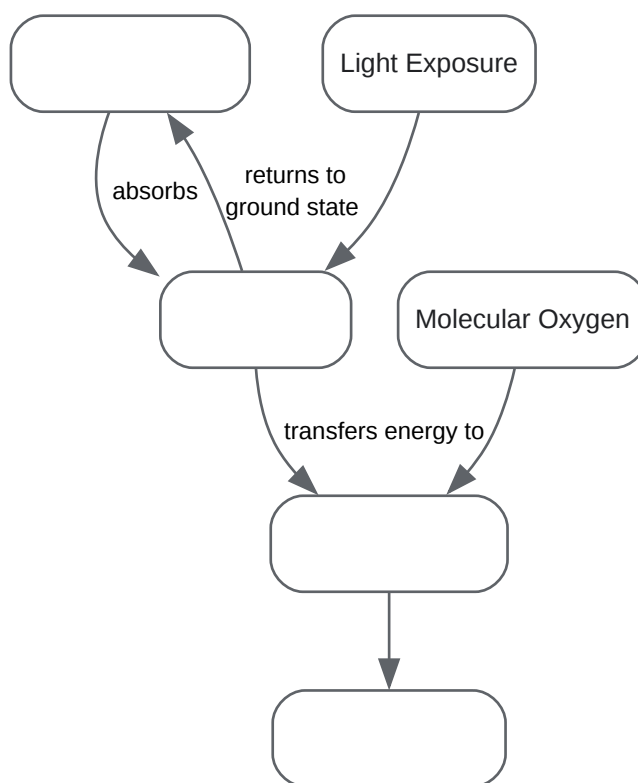 Light Exposure
absorbs
returns to
ground state
Molecular Oxygen
transfers energy to